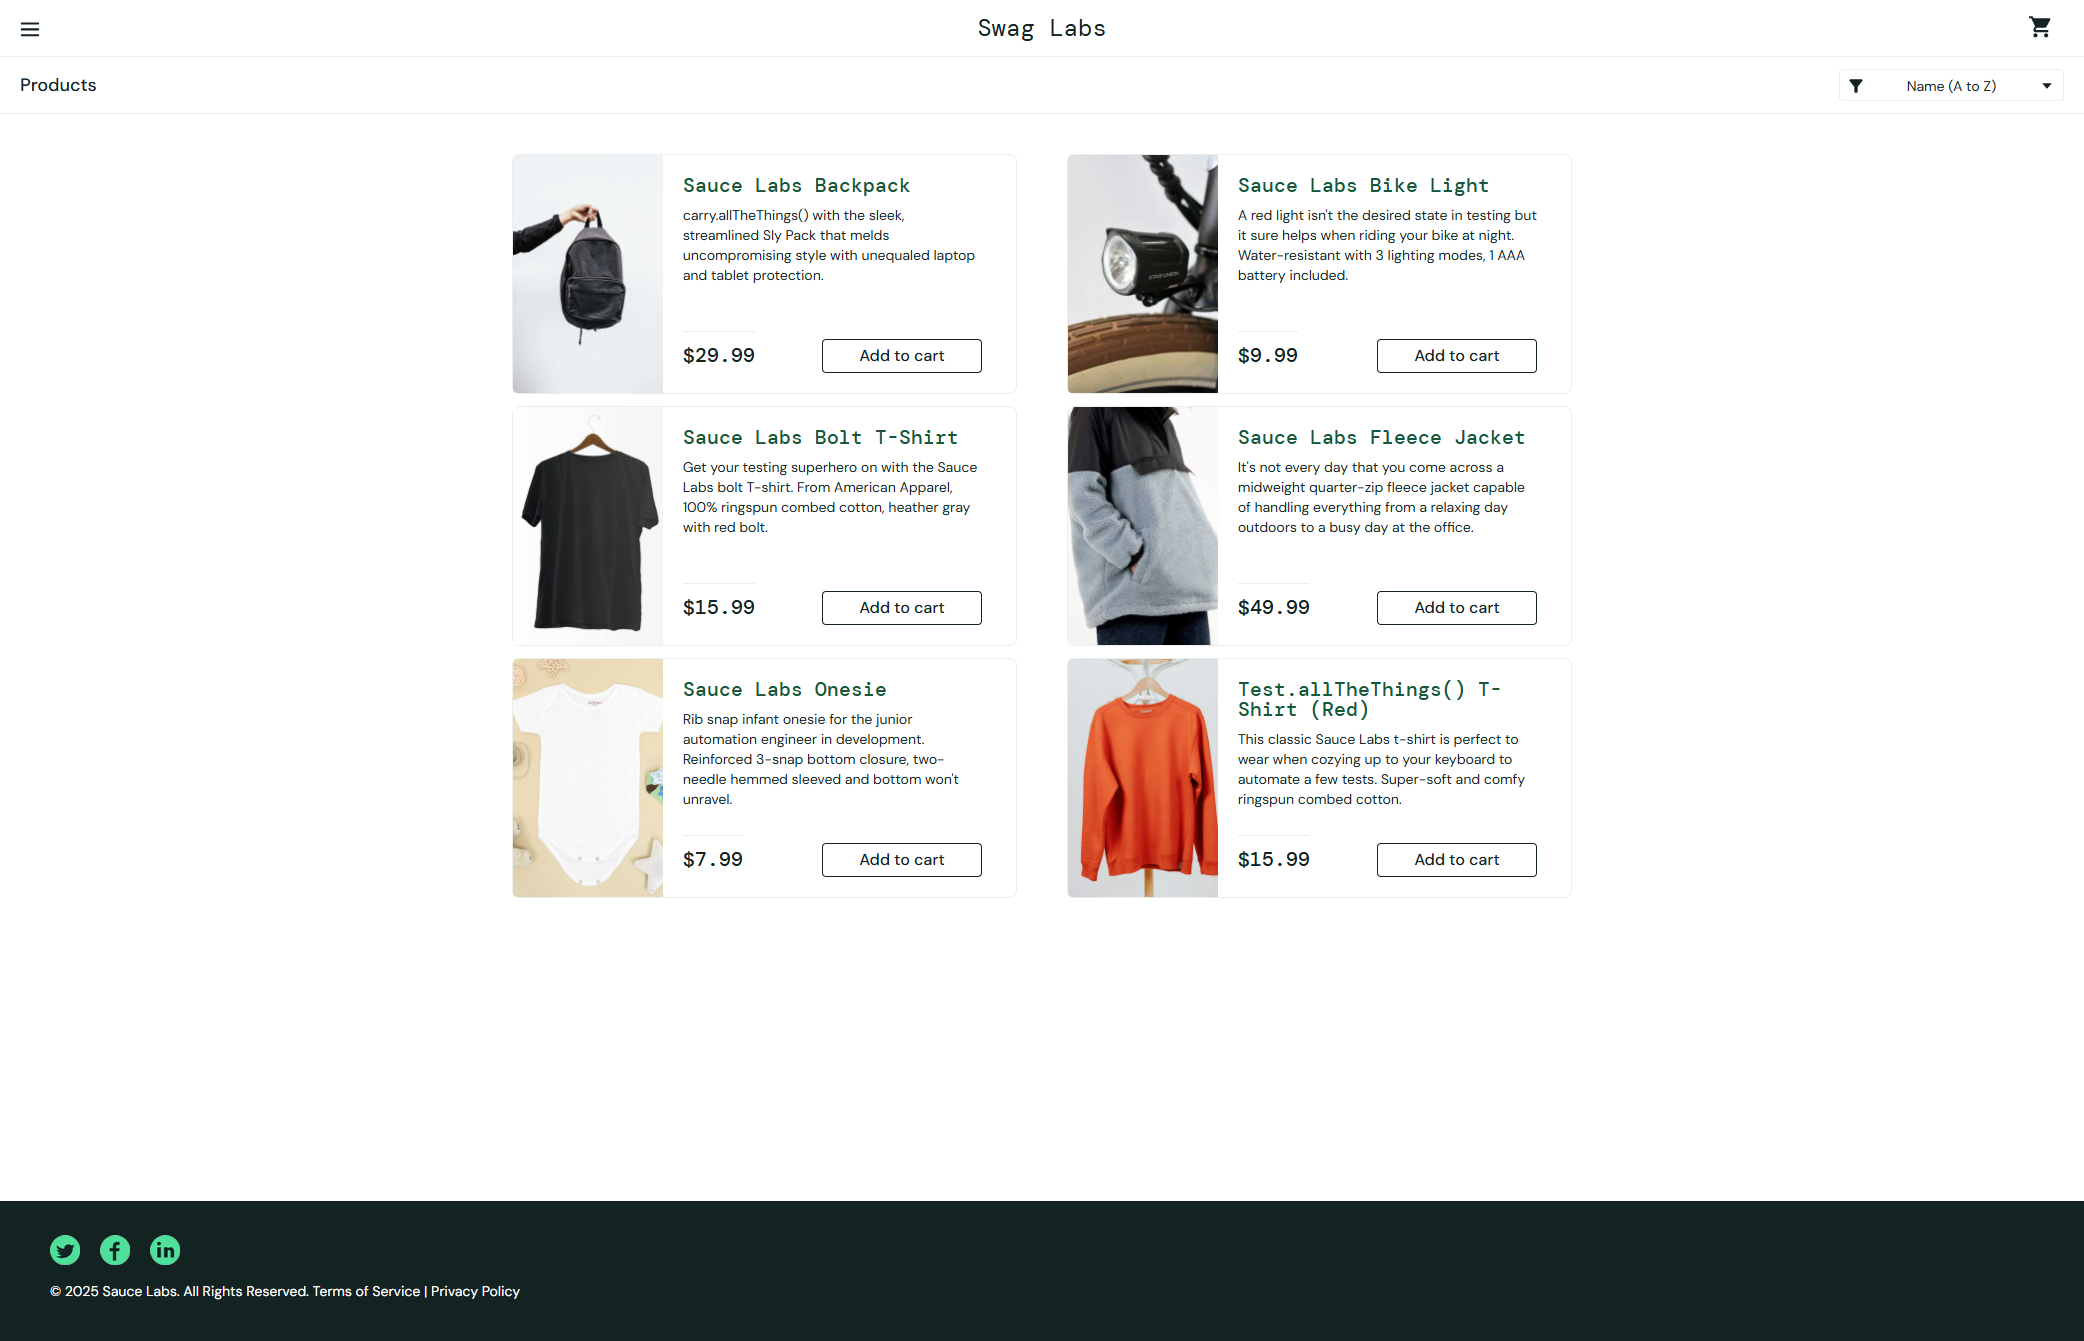 Swag Labs
Products
Name (A to Z)
Sauce Labs Backpack
carry.allTheThings() with the sleek,
streamlined Sly Pack that melds
uncompromising style with unequaled laptop
and tablet protection.
$29.99
Add to cart
Sauce Labs Bike Light
A red light isn't the desired state in testing but
it sure helps when riding your bike at night.
Water-resistant with 3 lighting modes, 1 AAA
battery included.
$9.99
Add to cart
Sauce Labs Bolt T-Shirt
Get your testing superhero on with the Sauce
Labs bolt T-shirt. From American Apparel,
100% ringspun combed cotton, heather gray
with red bolt.
$15.99
Add to cart
Sauce Labs Fleece Jacket
It's not every day that you come across a
midweight quarter-zip fleece jacket capable
of handling everything from a relaxing day
outdoors to a busy day at the office.
$49.99
Add to cart
Sauce Labs Onesie
Rib snap infant onesie for the junior
automation engineer in development.
Reinforced 3-snap bottom closure, two-
needle hemmed sleeved and bottom won't
unravel.
$7.99
Add to cart
Test.allTheThings() T-
Shirt (Red)
This classic Sauce Labs t-shirt is perfect to
wear when cozying up to your keyboard to
automate a few tests. Super-soft and comfy
ringspun combed cotton.
$15.99
Add to cart
© 2025 Sauce Labs. All Rights Reserved. Terms of Service | Privacy Policy